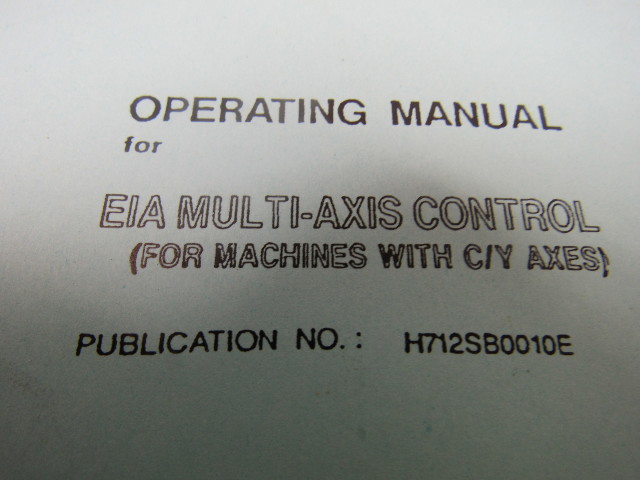 OPERATING MANUAL
for
EIA MULTI-AXIS CONTROL
(FOR MACHINES WITH C/Y AXES)
PUBLICATION NO. : H712SB0010E